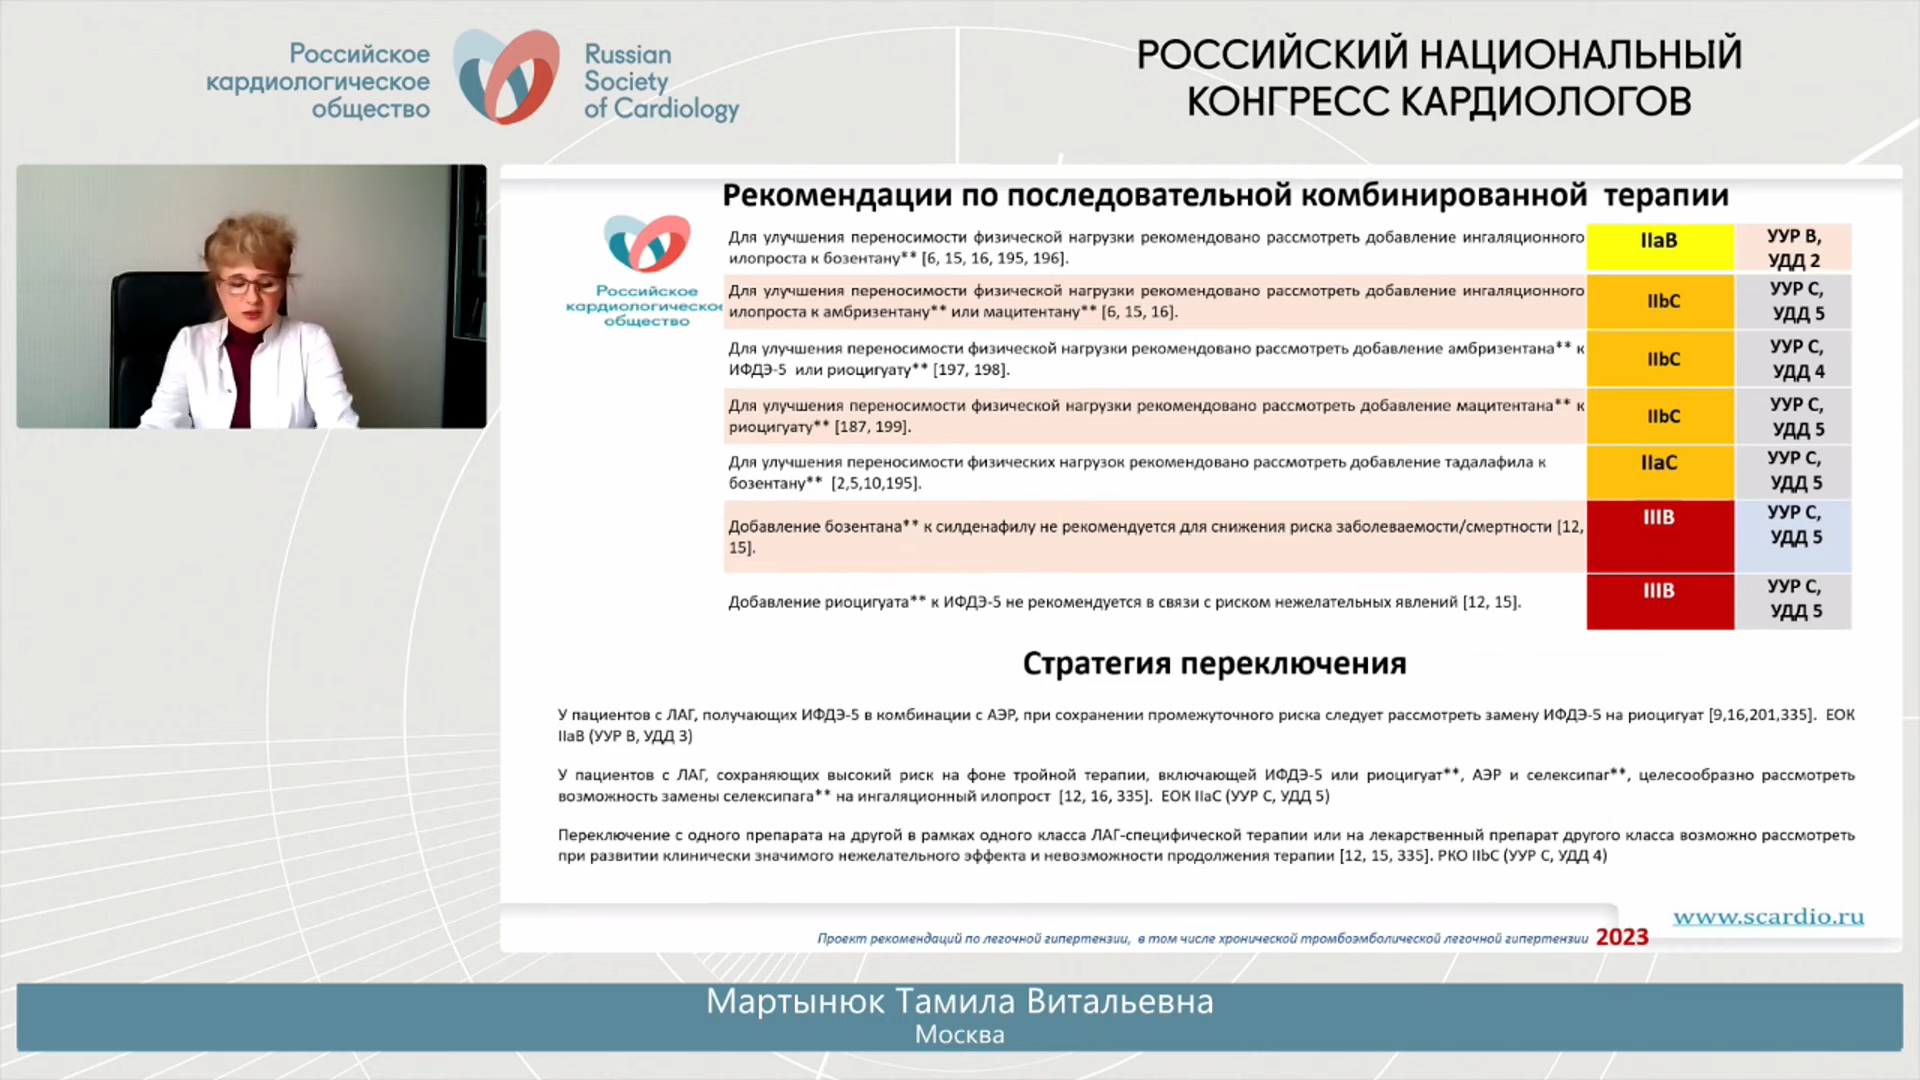 Российское
кардиологическое
общество
Russian
Society
of Cardiology
РОССИЙСКИЙ НАЦИОНАЛЬНЫЙ
КОНГРЕСС КАРДИОЛОГОВ
Рекомендации по последовательной комбинированной терапии
Российское
кардиологическое
общество
Для улучшения переносимости физической нагрузки рекомендовано рассмотреть добавление ингаляционного
илопроста к бозентану** [6, 15, 16, 195, 196].
IIaB
УУР В,
УДД 2
Для улучшения переносимости физической нагрузки рекомендовано рассмотреть добавление ингаляционного
илопроста к амбризентану** или мацитентану** [6, 15, 16].
IIbC
УУР С,
УДД 5
Для улучшения переносимости физической нагрузки рекомендовано рассмотреть добавление амбризентана** к
ИФДЭ-5 или риоцигуату** [197, 198].
IIbC
УУР С,
УДД 4
Для улучшения переносимости физической нагрузки рекомендовано рассмотреть добавление мацитентана** к
риоцигуату** [187, 199].
IIbC
УУР С,
УДД 5
Для улучшения переносимости физических нагрузок рекомендовано рассмотреть добавление тадалафила к
бозентану** [2,5,10,195].
IIaC
УУР С,
УДД 5
Добавление бозентана** к силденафилу не рекомендуется для снижения риска заболеваемости/смертности [12,
15].
IIIB
УУР С,
УДД 5
Добавление риоцигуата** к ИФДЭ-5 не рекомендуется в связи с риском нежелательных явлений [12, 15].
IIIB
УУР С,
УДД 5
Стратегия переключения
У пациентов с ЛАГ, получающих ИФДЭ-5 в комбинации с АЭР, при сохранении промежуточного риска следует рассмотреть замену ИФДЭ-5 на риоцигуат [9,16,201,335]. ЕОК
IIaB (УУР В, УДД 3)
У пациентов с ЛАГ, сохраняющих высокий риск на фоне тройной терапии, включающей ИФДЭ-5 или риоцигуат**, АЭР и селексипаг**, целесообразно рассмотреть
возможность замены селексипага** на ингаляционный илопрост [12, 16, 335]. ЕОК IIaC (УУР С, УДД 5)
Переключение с одного препарата на другой в рамках одного класса ЛАГ-специфической терапии или на лекарственный препарат другого класса возможно рассмотреть
при развитии клинически значимого нежелательного эффекта и невозможности продолжения терапии [12, 15, 335]. РКО IIbC (УУР С, УДД 4)
www.scardio.ru
Проект рекомендаций по легочной гипертензии, в том числе хронической тромбоэмболической легочной гипертензии 2023
Мартынюк Тамила Витальевна
Москва